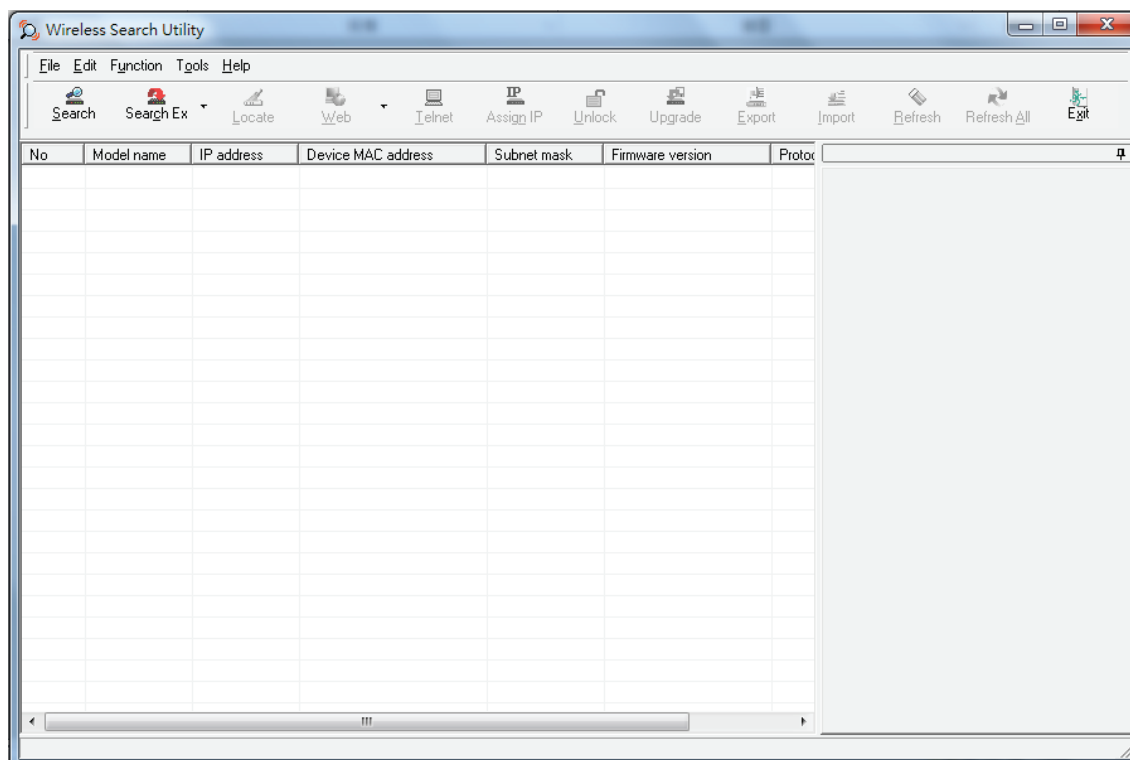 Wireless Search Utility
File Edit Function Tools Help
Search Search Ex Locate Web Telnet Assign IP Unlock Upgrade Export Import Refresh Refresh All Exit
No Model name IP address Device MAC address Subnet mask Firmware version Protoc